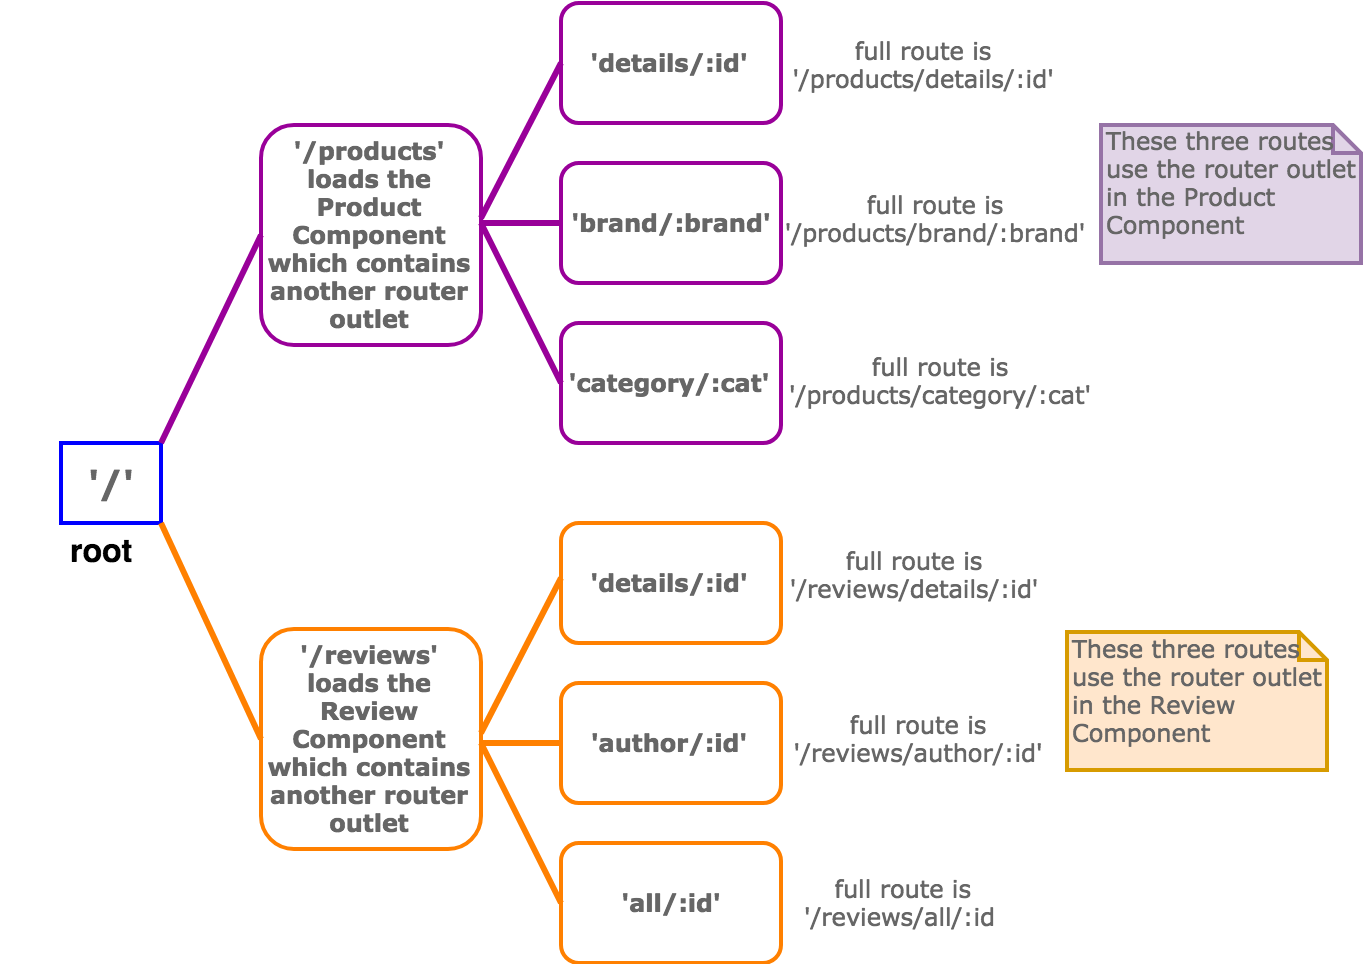 'details/:id'
full route is
'/products/details/:id'
'/products'
loads the
Product
Component
which contains
another router
outlet
'brand/:brand'
full route is
'/products/brand/:brand'
These three routes
use the router outlet
in the Product
Component
'category/:cat'
full route is
'/products/category/:cat'
'/'
root
'details/:id'
full route is
'/reviews/details/:id'
'/reviews'
loads the
Review
Component
which contains
another router
outlet
'author/:id'
full route is
'/reviews/author/:id'
These three routes
use the router outlet
in the Review
Component
'all/:id'
full route is
'/reviews/all/:id